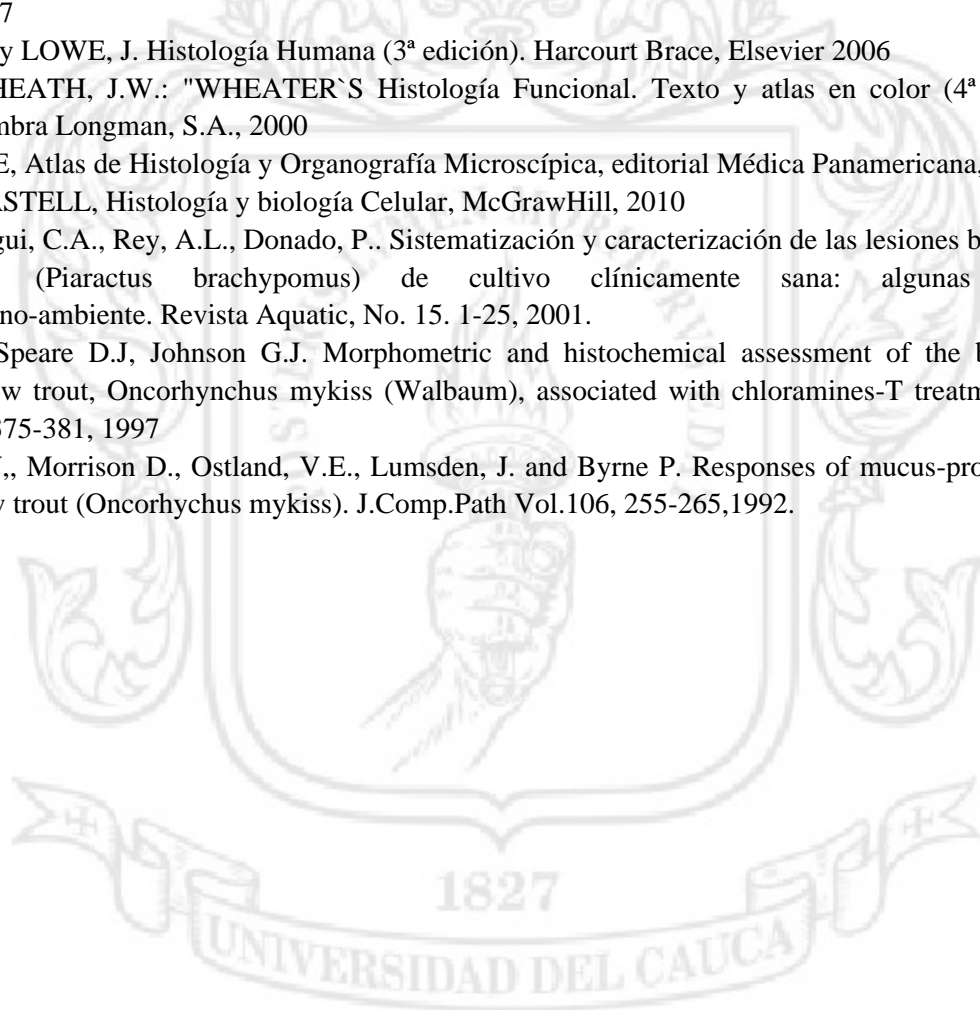 7
y LOWE, J. Histología Humana (3ª edición). Harcourt Brace, Elsevier 2006
HEATH, J.W.: "WHEATER`S Histología Funcional. Texto y atlas en color (4ª
mbra Longman, S.A., 2000
E, Atlas de Histología y Organografía Microscípica, editorial Médica Panamericana,
ASTELL, Histología y biología Celular, McGrawHill, 2010
gui, C.A., Rey, A.L., Donado, P.. Sistematización y caracterización de las lesiones b
(Piaractus brachypomus) de cultivo clínicamente sana: algunas
no-ambiente. Revista Aquatic, No. 15. 1-25, 2001.
Speare D.J, Johnson G.J. Morphometric and histochemical assessment of the b
w trout, Oncorhynchus mykiss (Walbaum), associated with chloramines-T treatm
375-381, 1997
,, Morrison D., Ostland, V.E., Lumsden, J. and Byrne P. Responses of mucus-pro
y trout (Oncorhychus mykiss). J.Comp.Path Vol.106, 255-265,1992.
1827
UNIVERSIDAD DEL CAUCA